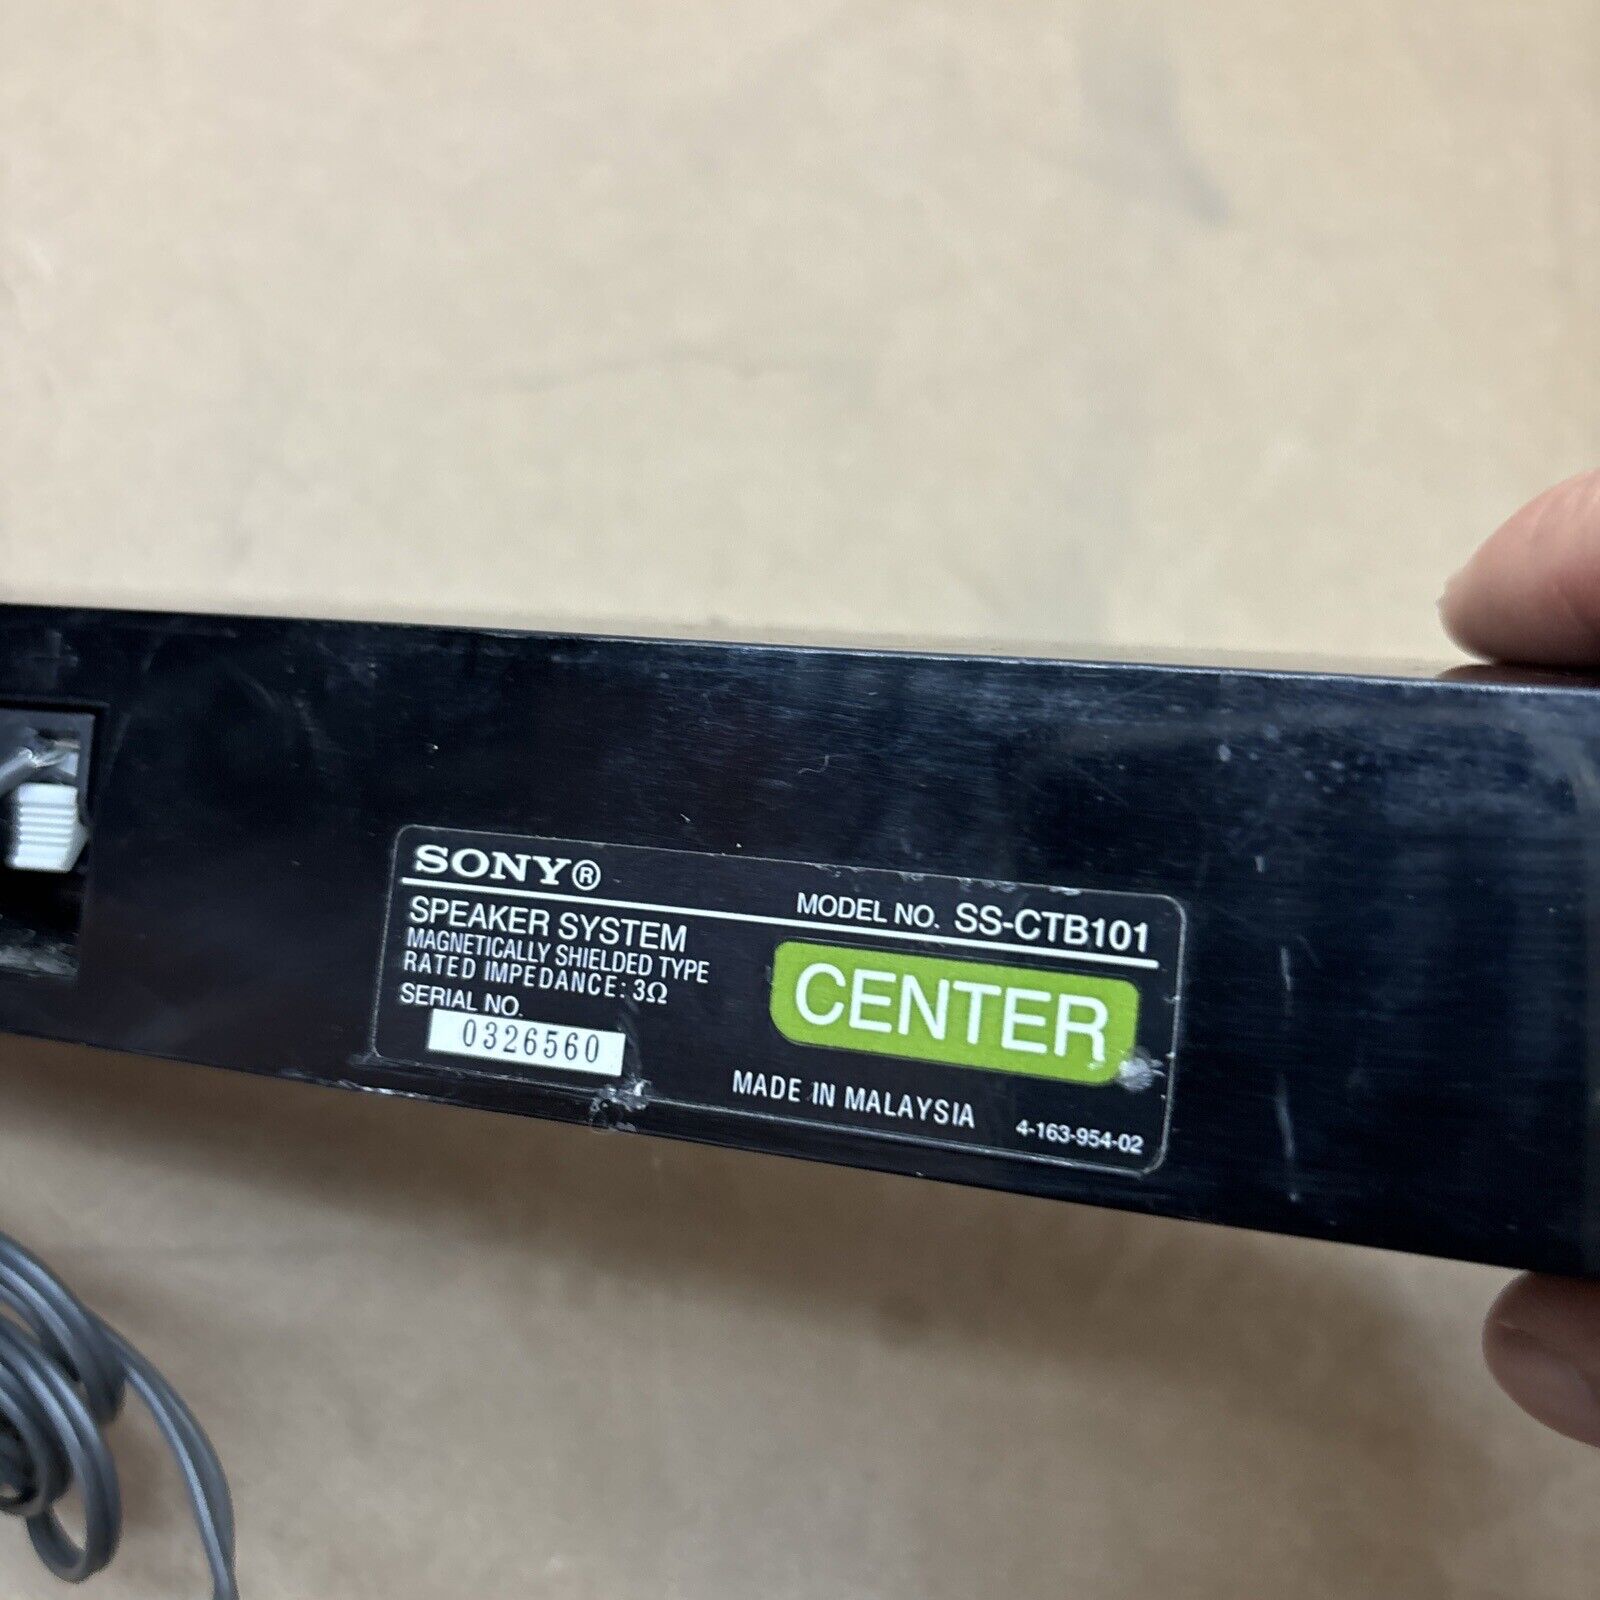 SONY®
MODEL NO. SS-CTB101
SPEAKER SYSTEM
MAGNETICALLY SHIELDED TYPE
RATED IMPEDANCE: 3Ω
SERIAL NO.
0326560
CENTER
MADE IN MALAYSIA
4-163-954-02